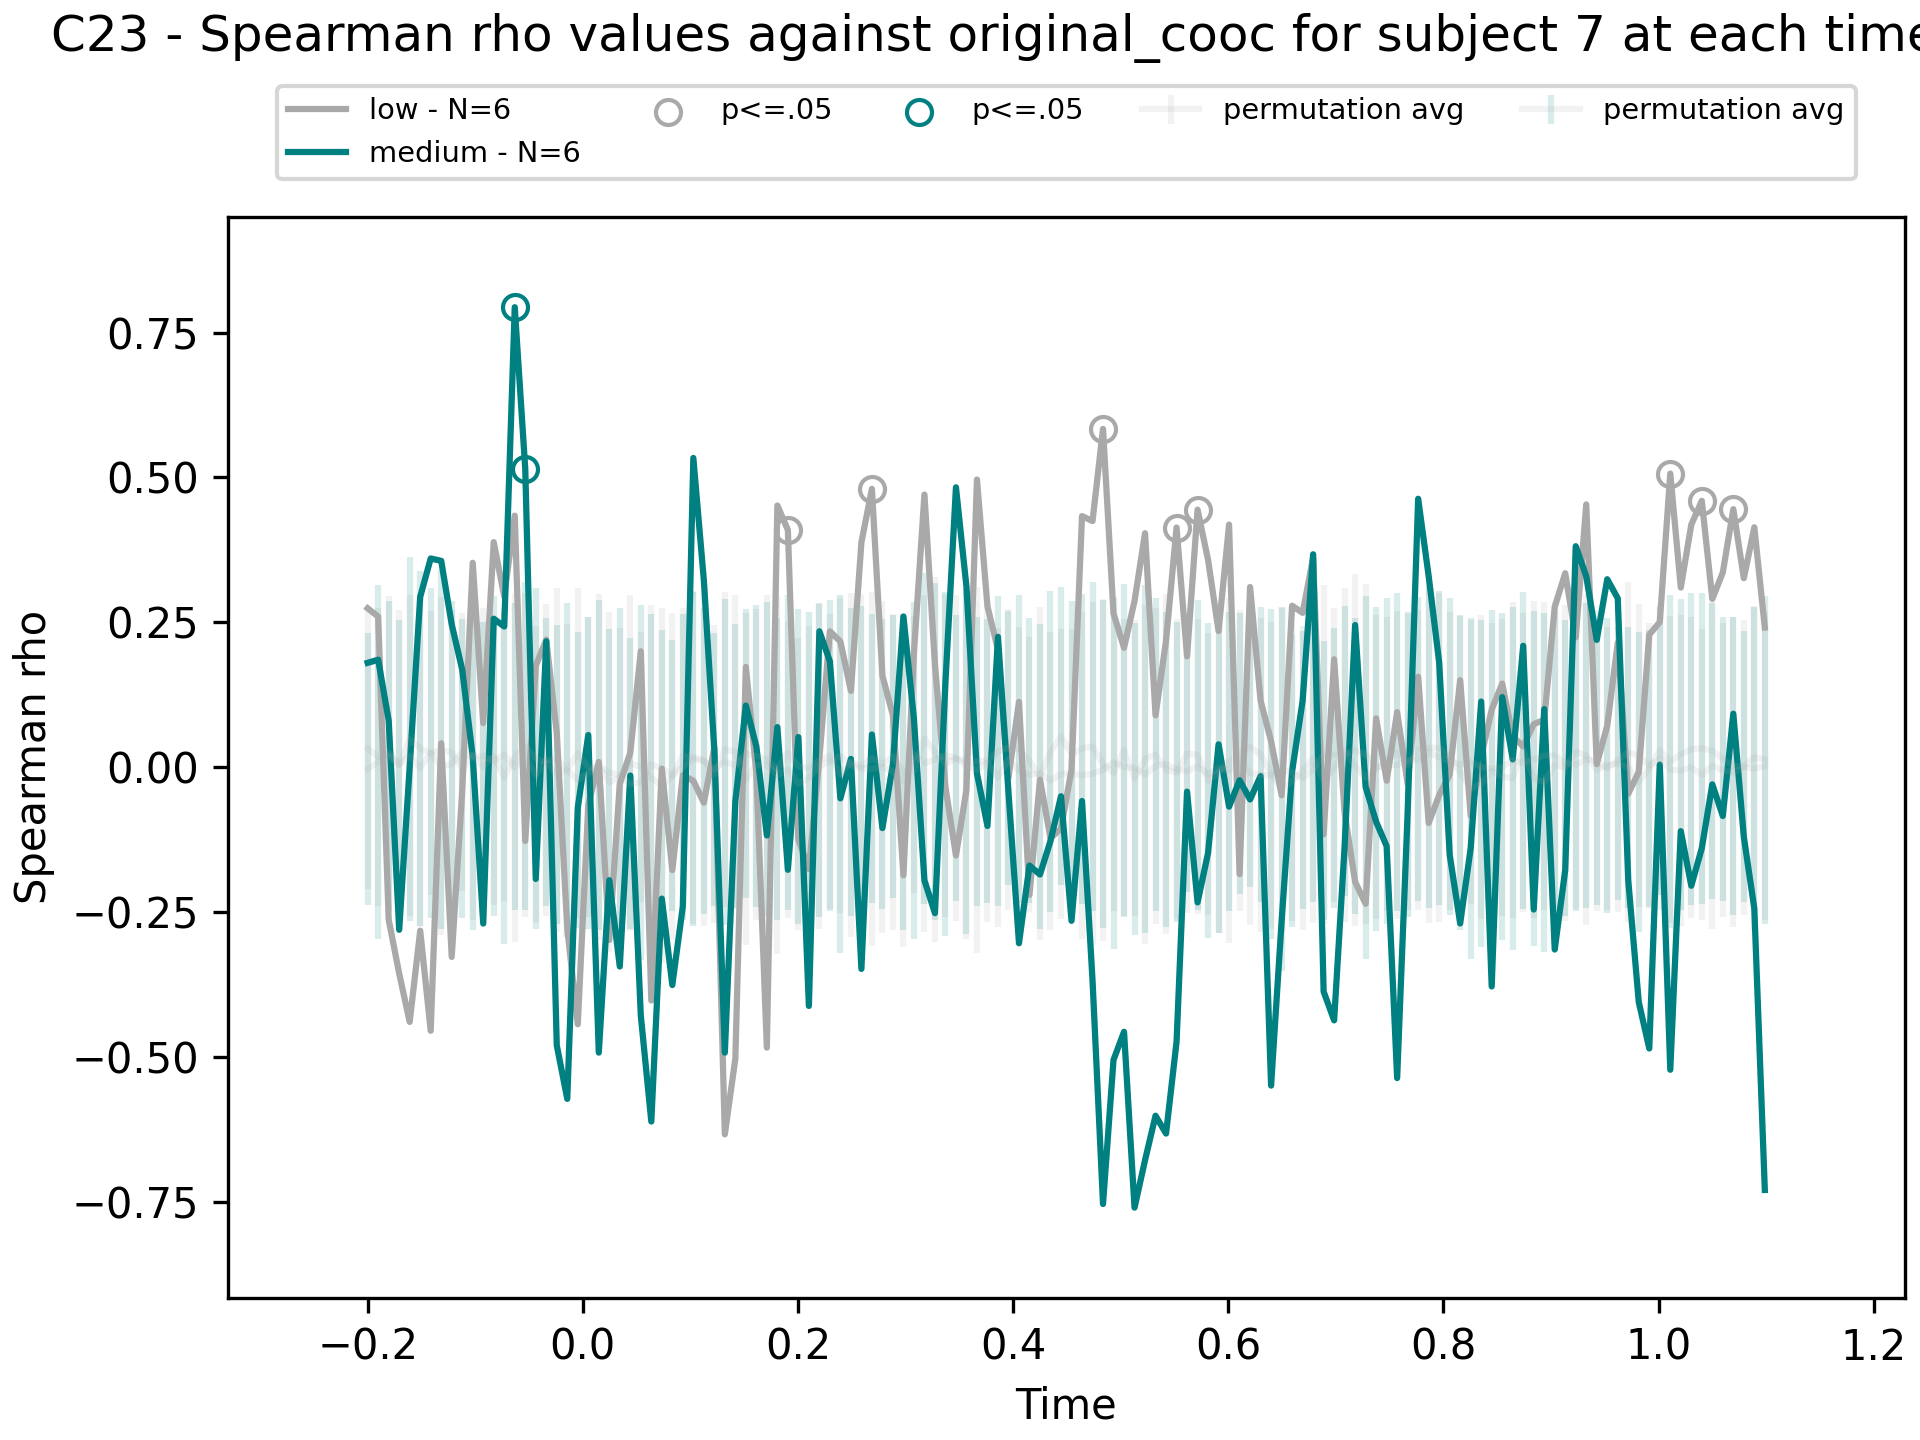 C23 - Spearman rho values against original_cooc for subject 7 at each time
low - N=6
medium - N=6
p<=.05
p<=.05
permutation avg
permutation avg
Spearman rho
0.75
0.50
0.25
0.00
−0.25
−0.50
−0.75
−0.2
0.0
0.2
0.4
0.6
0.8
1.0
1.2
Time